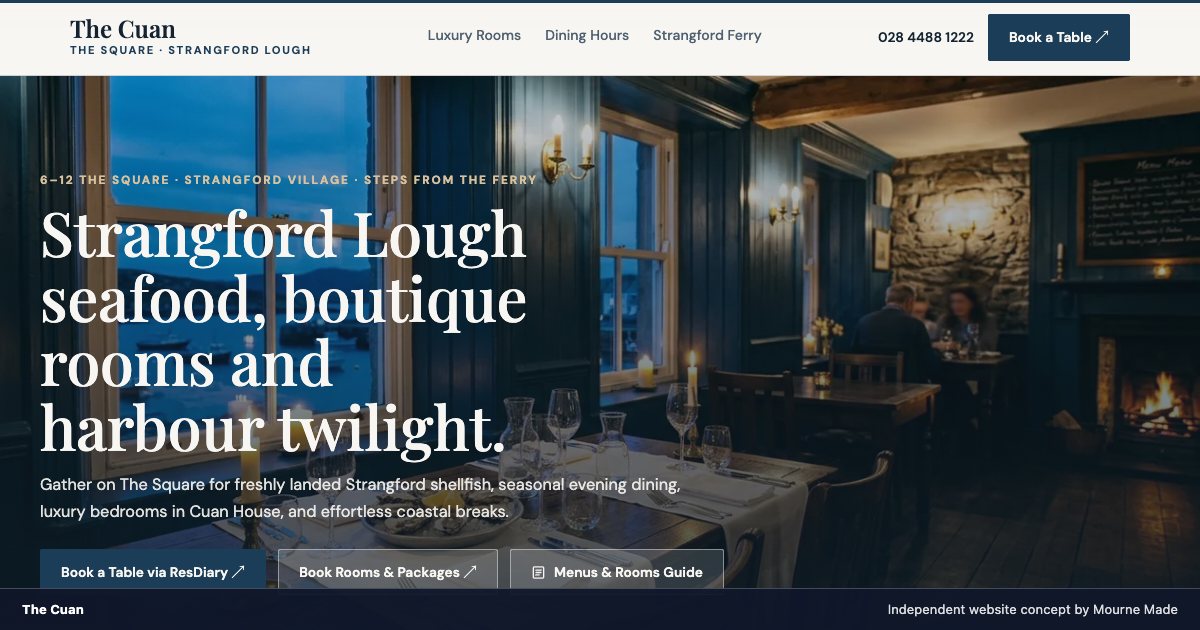 The Cuan
THE SQUARE · STRANGFORD LOUGH
Luxury Rooms
Dining Hours
Strangford Ferry
028 4488 1222
Book a Table ↗
6–12 THE SQUARE · STRANGFORD VILLAGE · STEPS FROM THE FERRY
Strangford Lough
seafood, boutique
rooms and
harbour twilight.
Gather on The Square for freshly landed Strangford shellfish, seasonal evening dining,
luxury bedrooms in Cuan House, and effortless coastal breaks.
Book a Table via ResDiary ↗
Book Rooms & Packages ↗
Menus & Rooms Guide
The Cuan
Independent website concept by Mourne Made